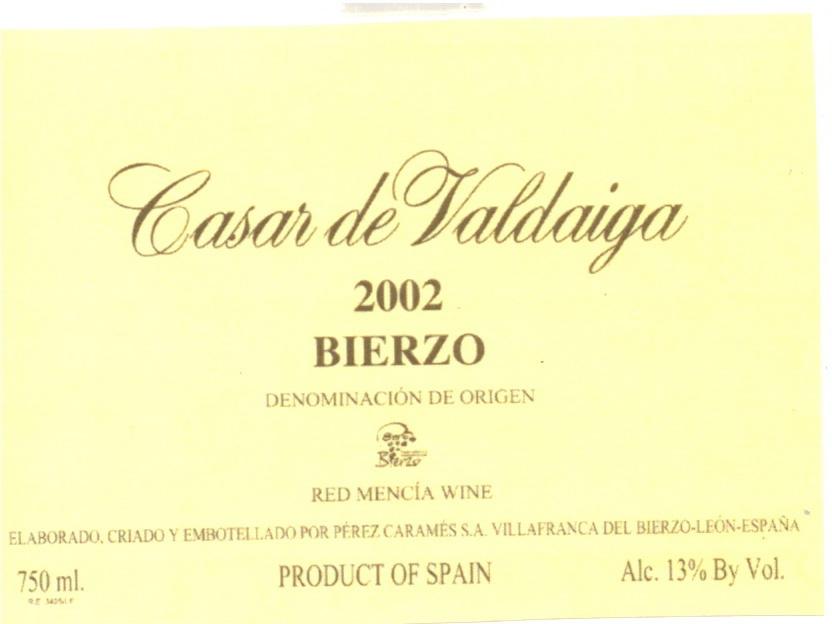 Casar de Valdaiga
2002
BIERZO
DENOMINACIÓN DE ORIGEN
Bierzo
RED MENCÍA WINE
ELABORADO, CRIADO Y EMBOTELLADO POR PÉREZ CARAMÉS S.A. VILLAFRANCA DEL BIERZO-LEÓN-ESPAÑA
750 ml. PRODUCT OF SPAIN Alc. 13% By Vol.